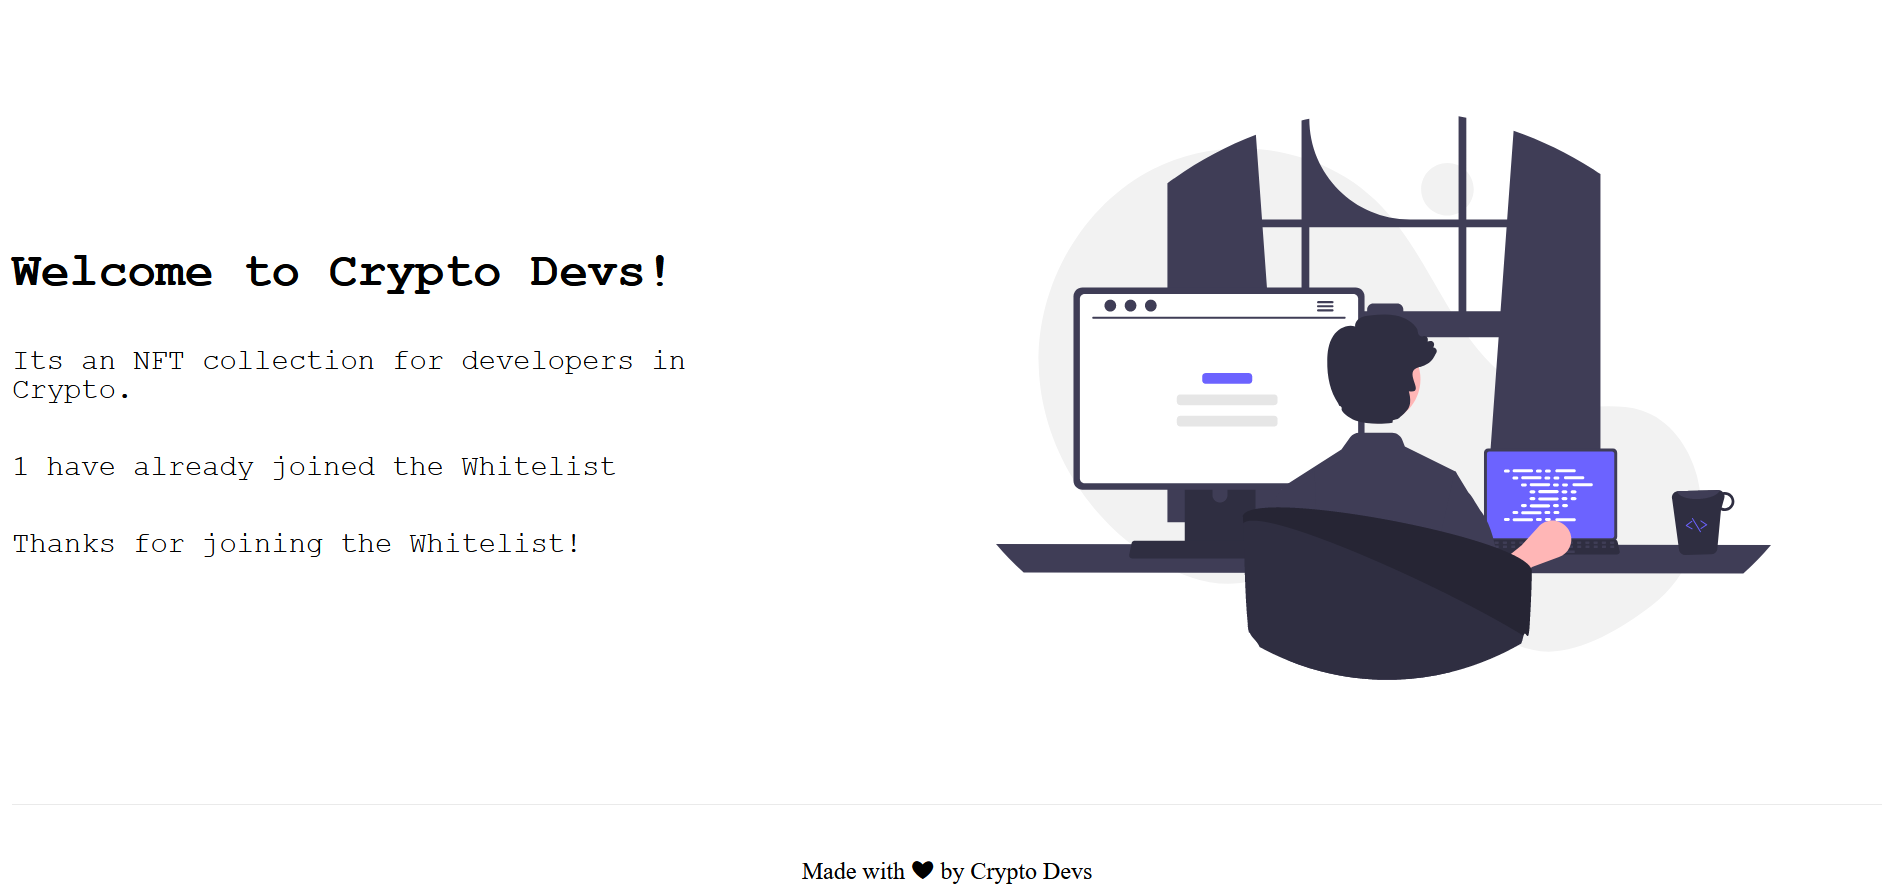 Welcome to Crypto Devs!
Its an NFT collection for developers in
Crypto.
1 have already joined the Whitelist
Thanks for joining the Whitelist!
</\>
Made with ♥ by Crypto Devs